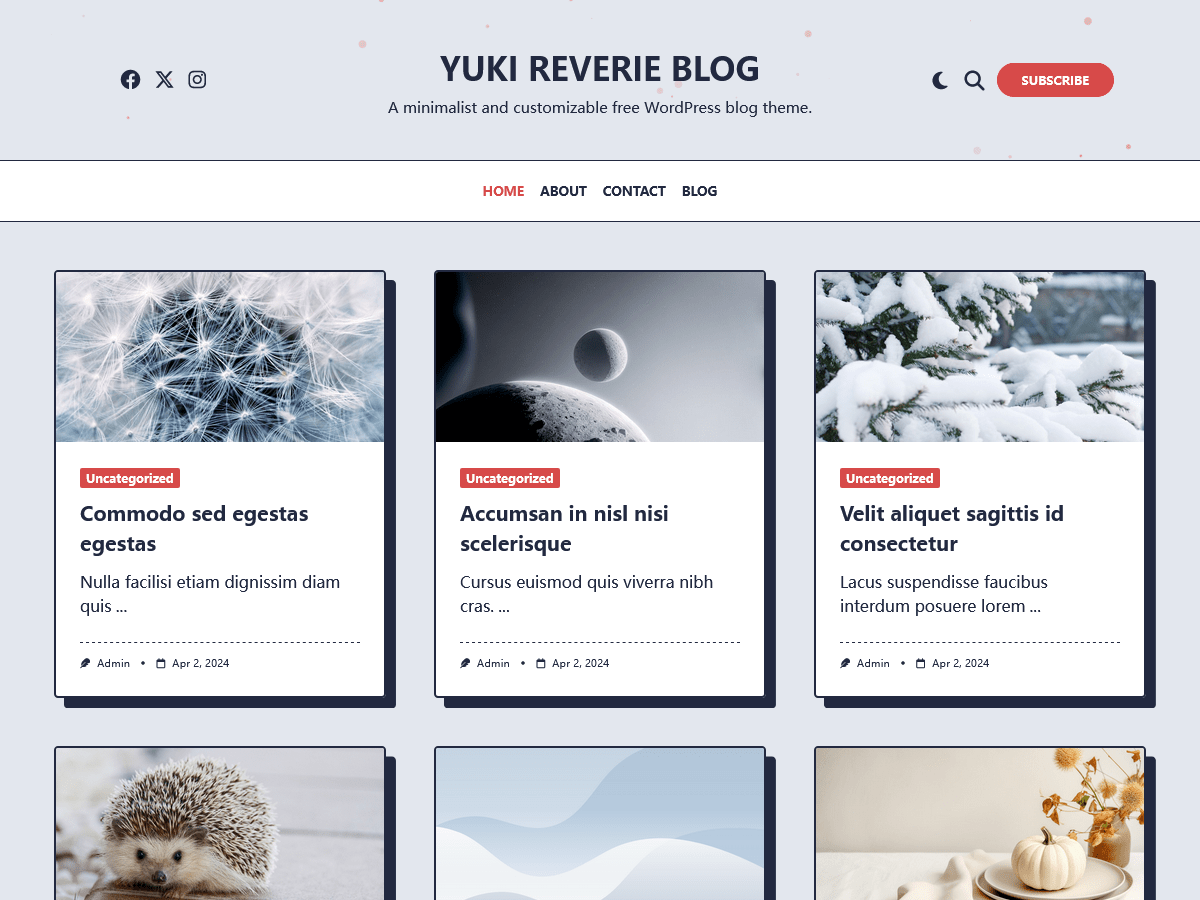 YUKI REVERIE BLOG
A minimalist and customizable free WordPress blog theme.
SUBSCRIBE
HOME ABOUT CONTACT BLOG
Uncategorized
Commodo sed egestas
egestas
Nulla facilisi etiam dignissim diam
quis ...
Admin • Apr 2, 2024
Uncategorized
Accumsan in nisl nisi
scelerisque
Cursus euismod quis viverra nibh
cras. ...
Admin • Apr 2, 2024
Uncategorized
Velit aliquet sagittis id
consectetur
Lacus suspendisse faucibus
interdum posuere lorem ...
Admin • Apr 2, 2024